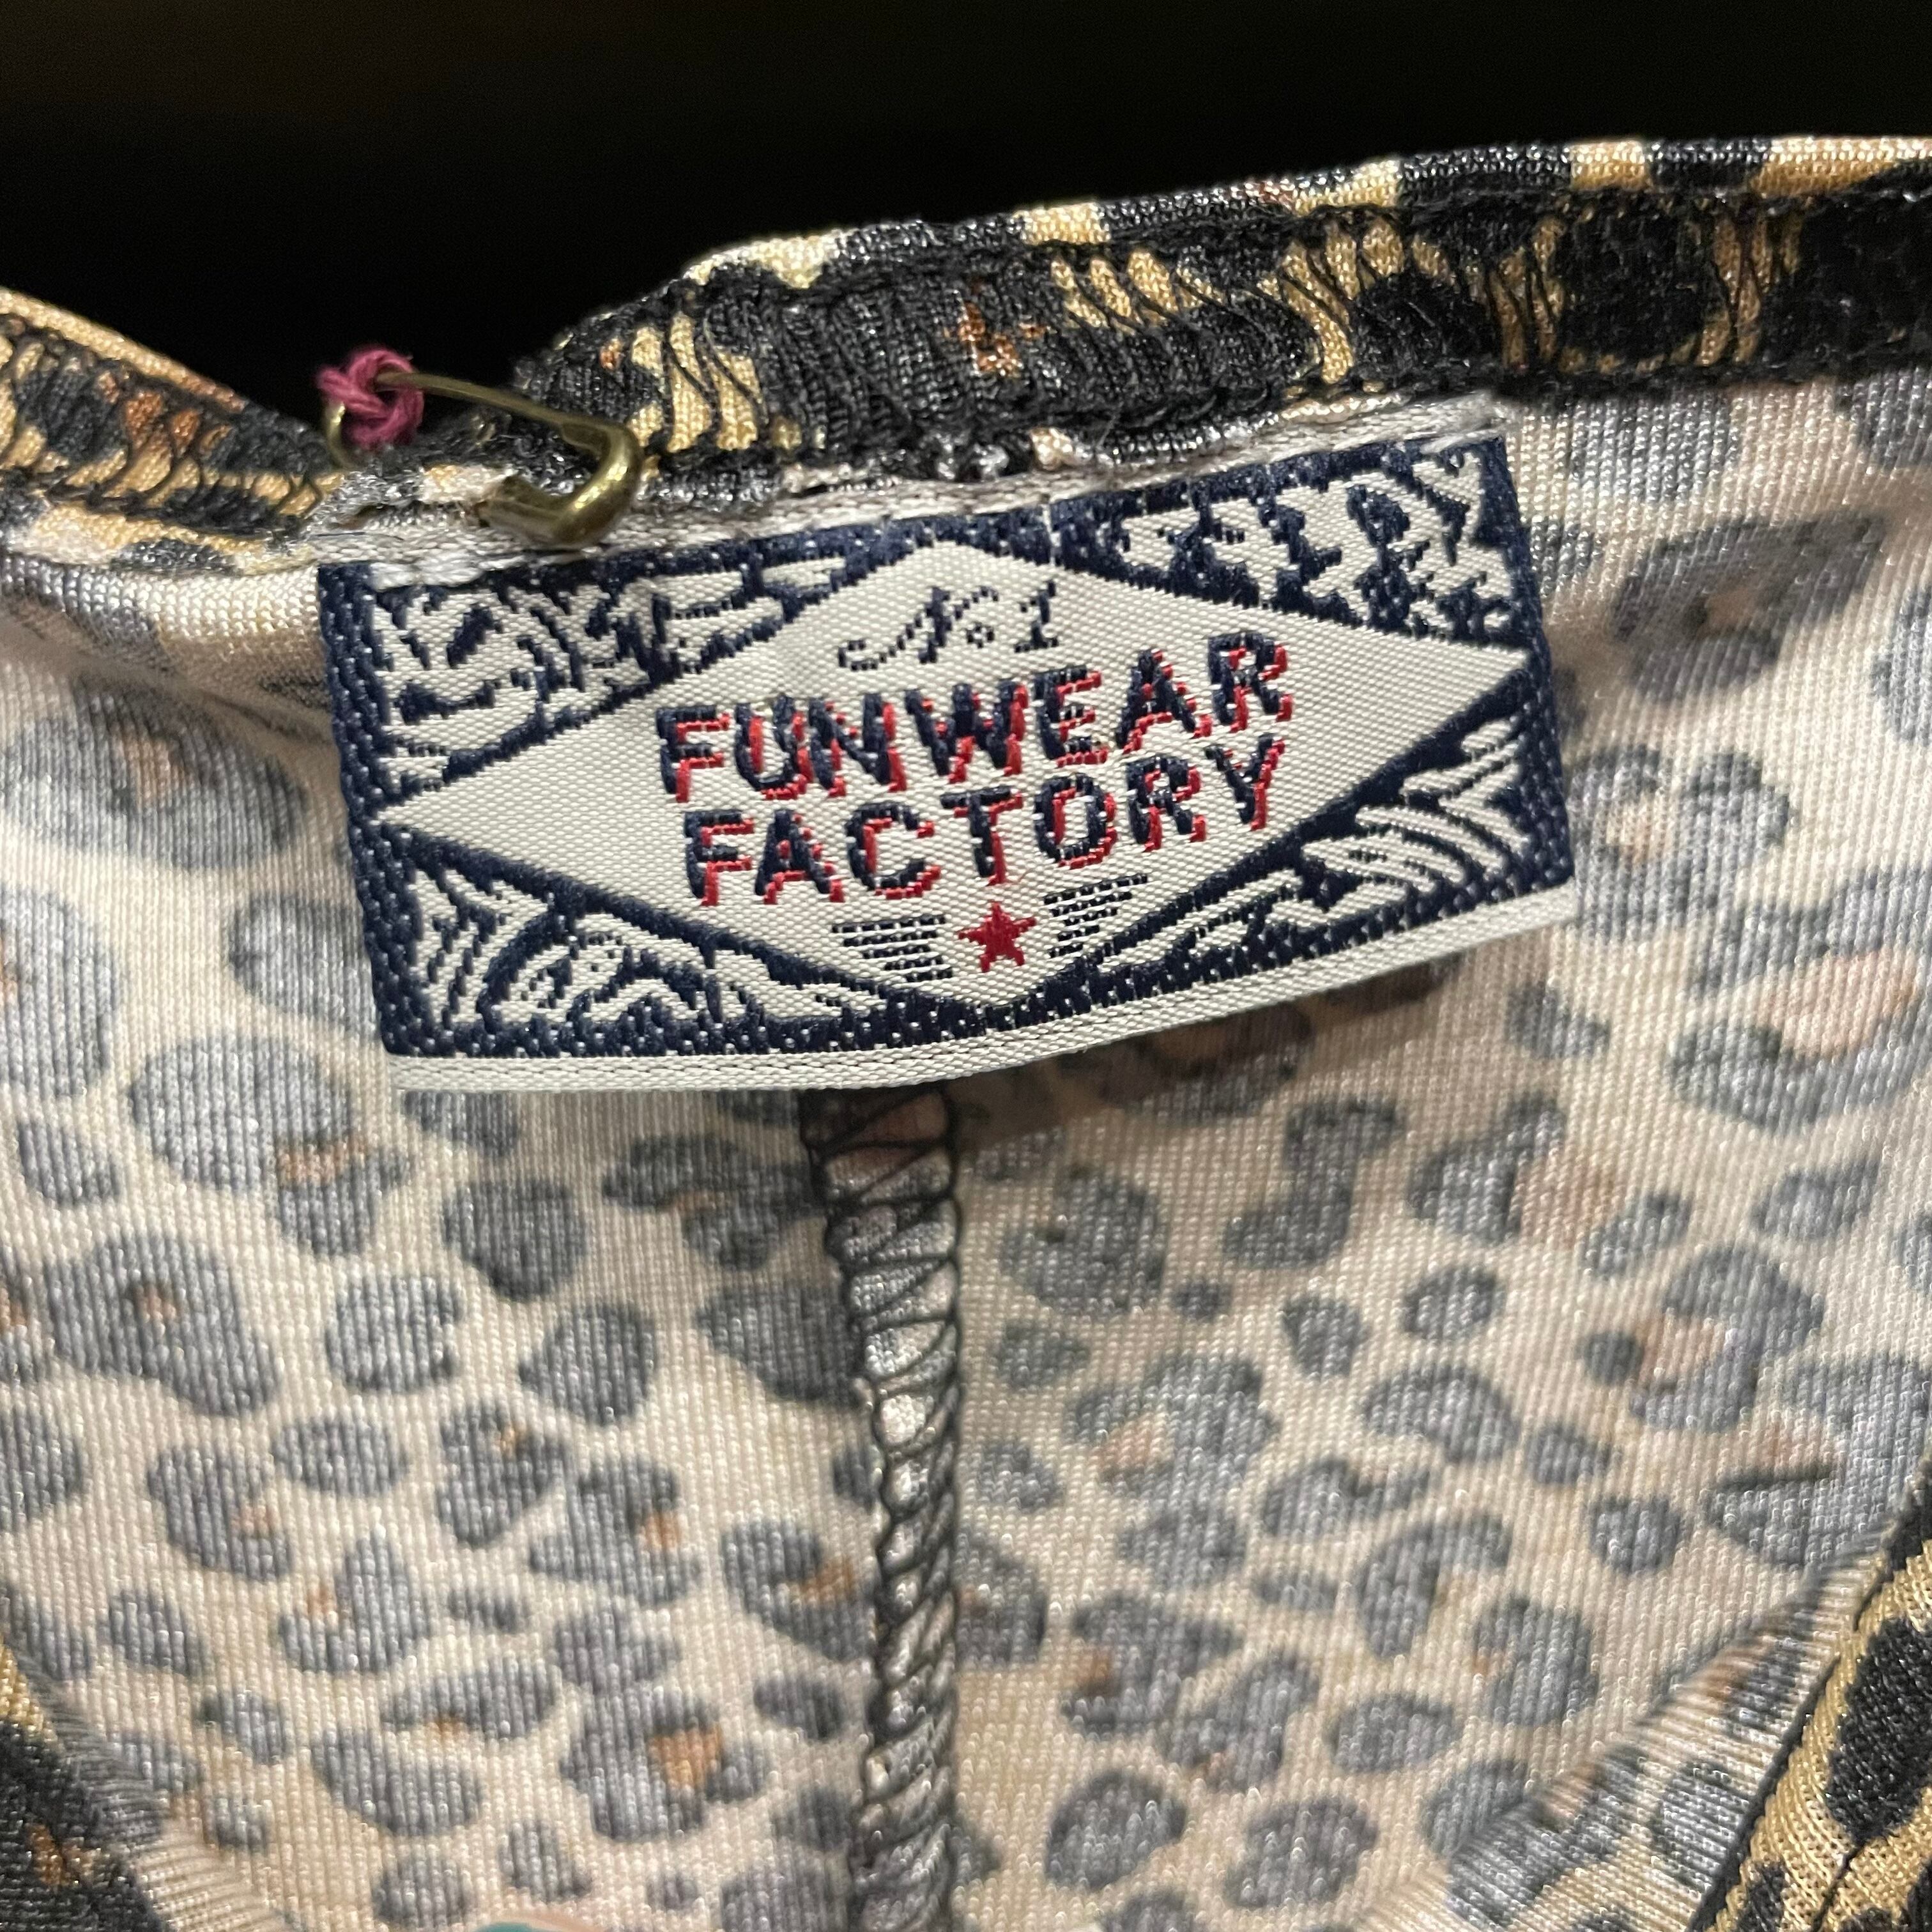 No. 1
FUNWEAR
FACTORY